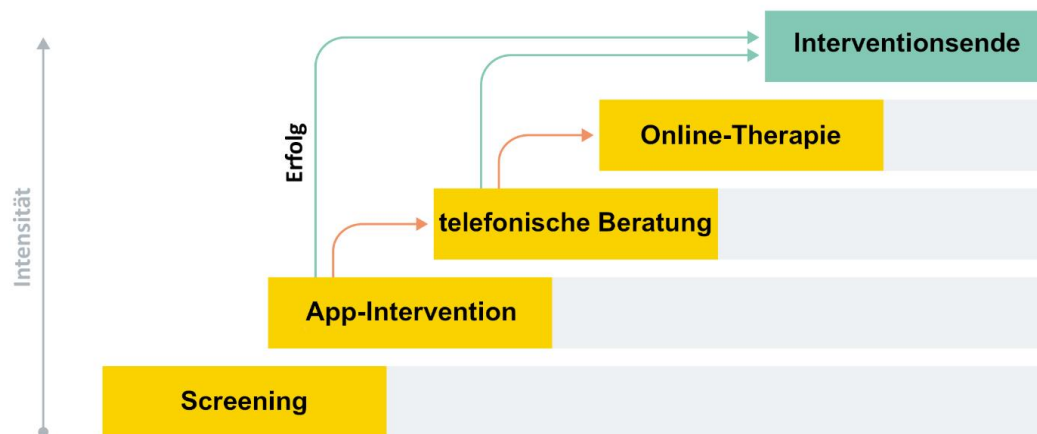 Interventionsende
Online-Therapie
Erfolg
telefonische Beratung
Intensität
App-Intervention
Screening